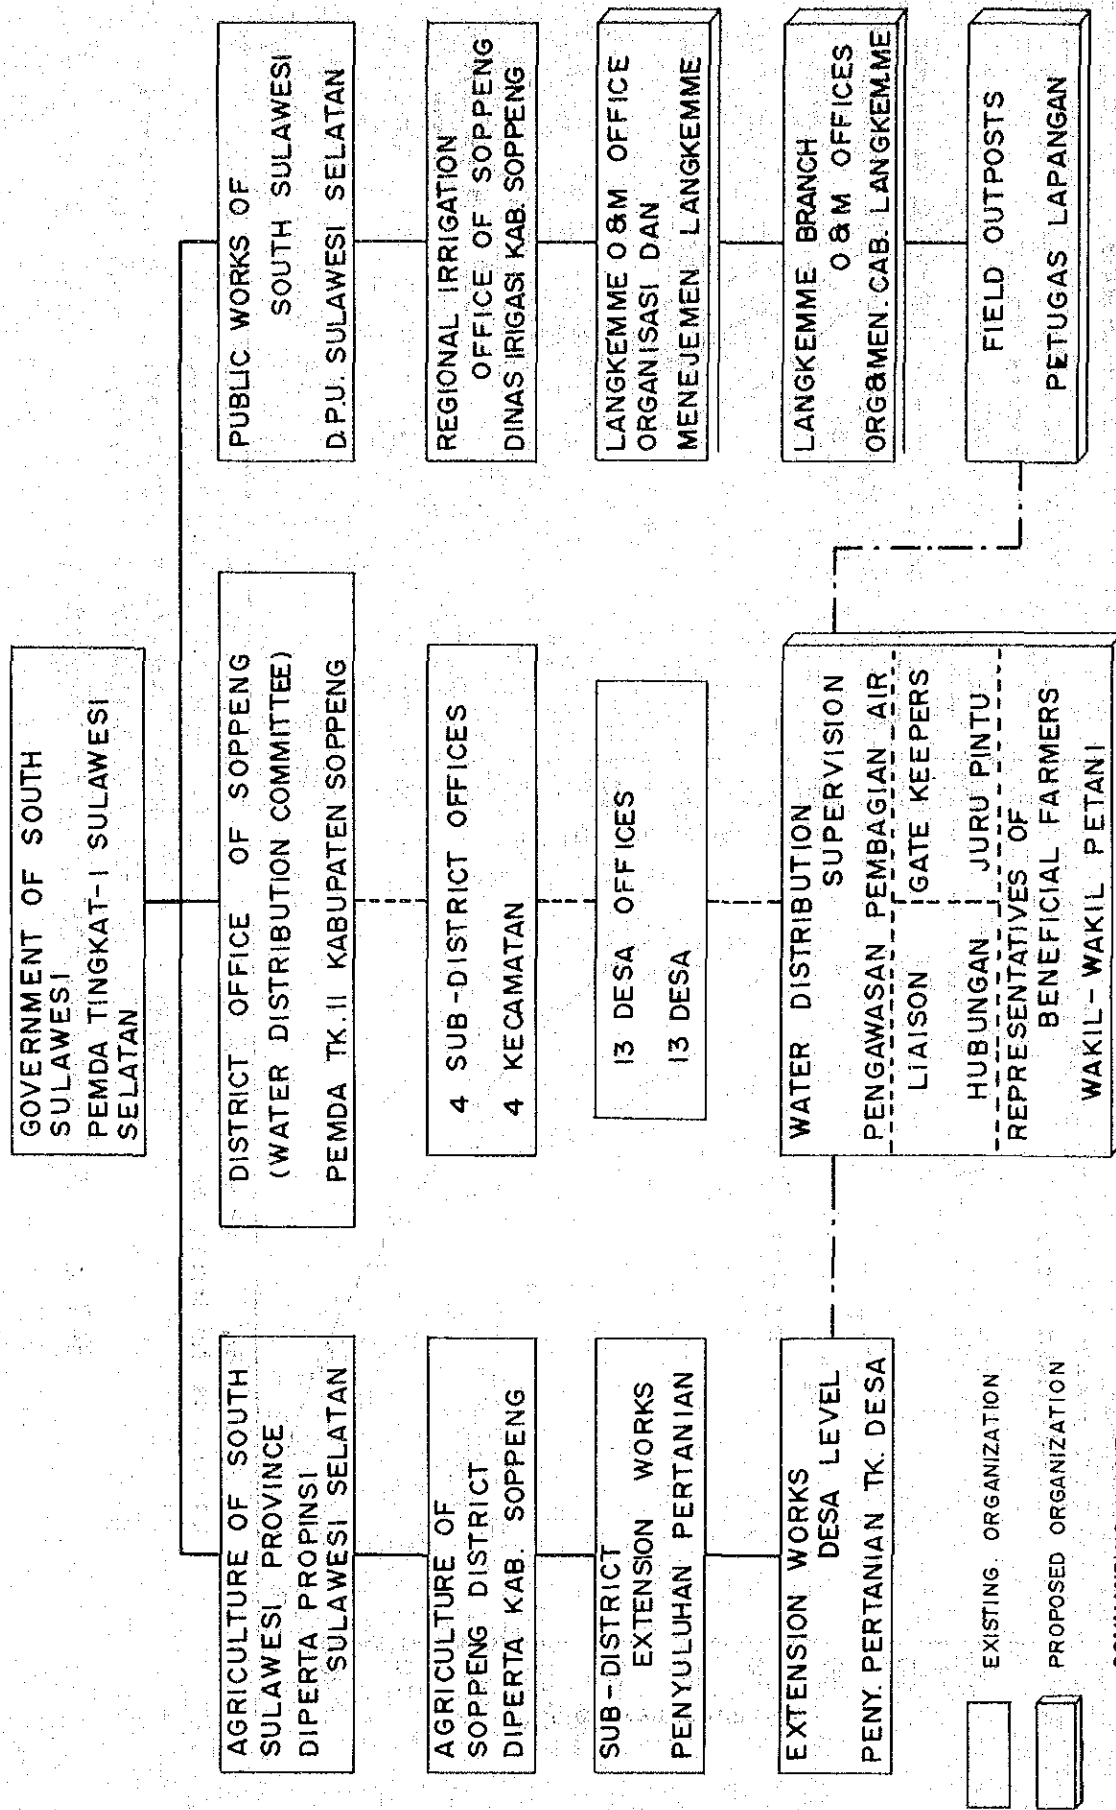 GOVERNMENT OF SOUTH
SULAWESI
PEMDA TINGKAT-I SULAWESI
SELATAN
AGRICULTURE OF SOUTH
SULAWESI PROVINCE
DIPERTA PROPINSI
SULAWESI SELATAN
AGRICULTURE OF
SOPPENG DISTRICT
DIPERTA KAB. SOPPENG
SUB-DISTRICT
EXTENSION WORKS
PENYULUHAN PERTANIAN
EXTENSION WORKS
DESA LEVEL
PENY. PERTANIAN TK. DESA
DISTRICT OFFICE OF SOPPENG
(WATER DISTRIBUTION COMMITTEE)
PEMDA TK.II KABUPATEN SOPPENG
4 SUB-DISTRICT OFFICES
4 KECAMATAN
13 DESA OFFICES
13 DESA
WATER DISTRIBUTION
SUPERVISION
PENGAWASAN PEMBAGIAN AIR
LIAISON
HUBUNGAN
GATE KEEPERS
JURU PINTU
REPRESENTATIVES OF
BENEFICIAL FARMERS
WAKIL-WAKIL PETANI
PUBLIC WORKS OF
SOUTH SULAWESI
D.P.U. SULAWESI SELATAN
REGIONAL IRRIGATION
OFFICE OF SOPPENG
DINAS IRIGASI KAB. SOPPENG
LANGKEMME O&M OFFICE
ORGANISASI DAN
MENEJEMEN LANGKEMME
LANGKEMME BRANCH
O&M OFFICES
ORG&MEN.CAB. LANGKEM.ME
FIELD OUTPOSTS
PETUGAS LAPANGAN
EXISTING ORGANIZATION
PROPOSED ORGANIZATION